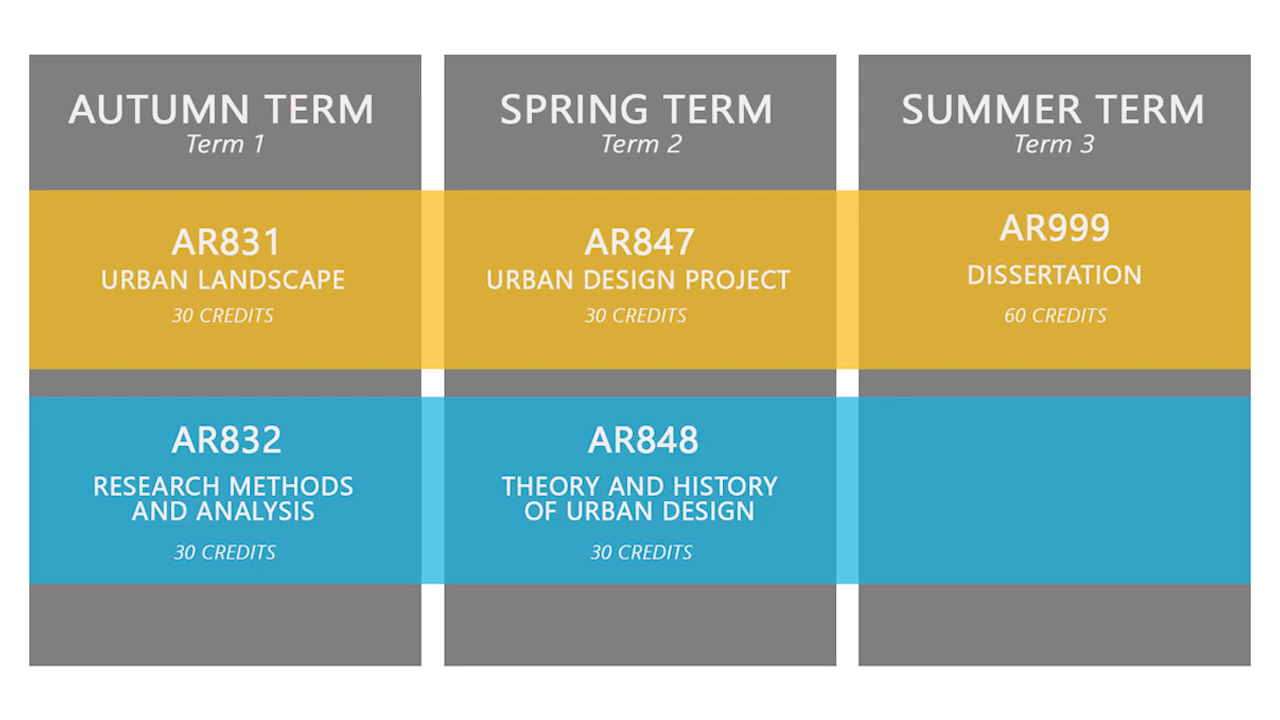 AUTUMN TERM
Term 1
AR831
URBAN LANDSCAPE
30 CREDITS
AR832
RESEARCH METHODS
AND ANALYSIS
30 CREDITS
SPRING TERM
Term 2
AR847
URBAN DESIGN PROJECT
30 CREDITS
AR848
THEORY AND HISTORY
OF URBAN DESIGN
30 CREDITS
SUMMER TERM
Term 3
AR999
DISSERTATION
60 CREDITS